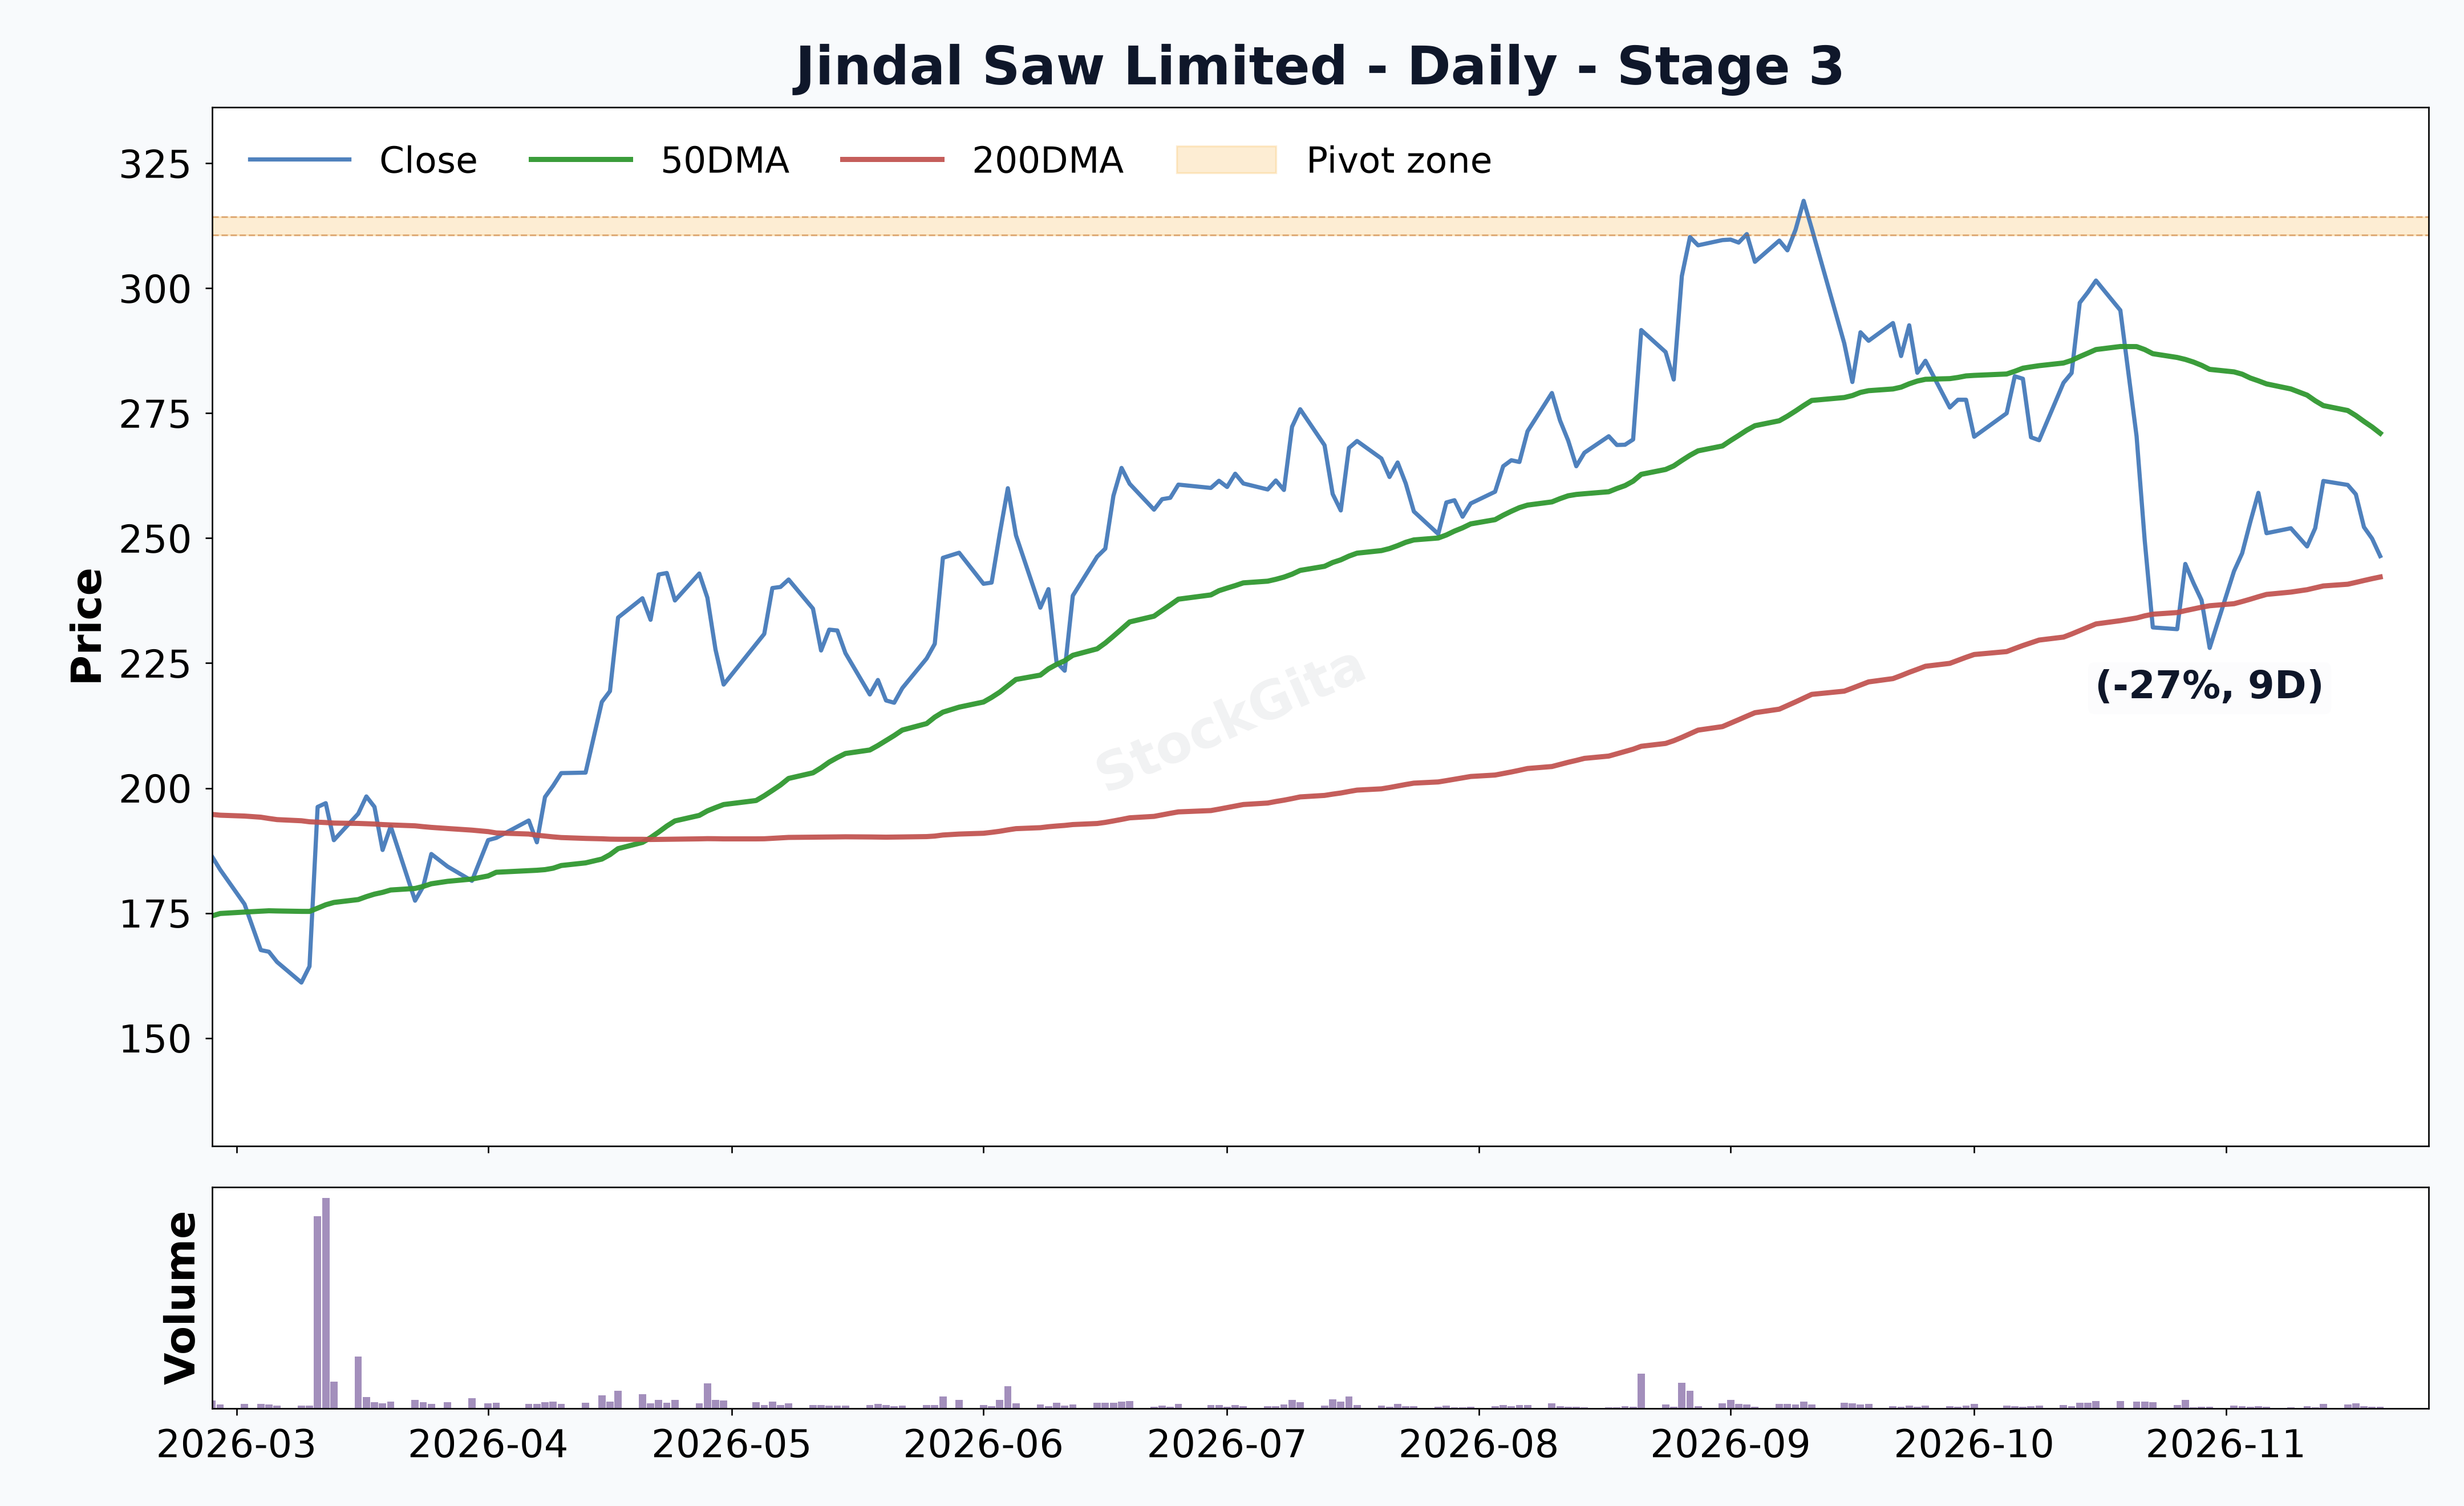 Jindal Saw Limited - Daily - Stage 3
Close 50DMA 200DMA Pivot zone
325
300
275
250
225
200
175
150
Price
StockGita
(-27%, 9D)
Volume
2026-03 2026-04 2026-05 2026-06 2026-07 2026-08 2026-09 2026-10 2026-11